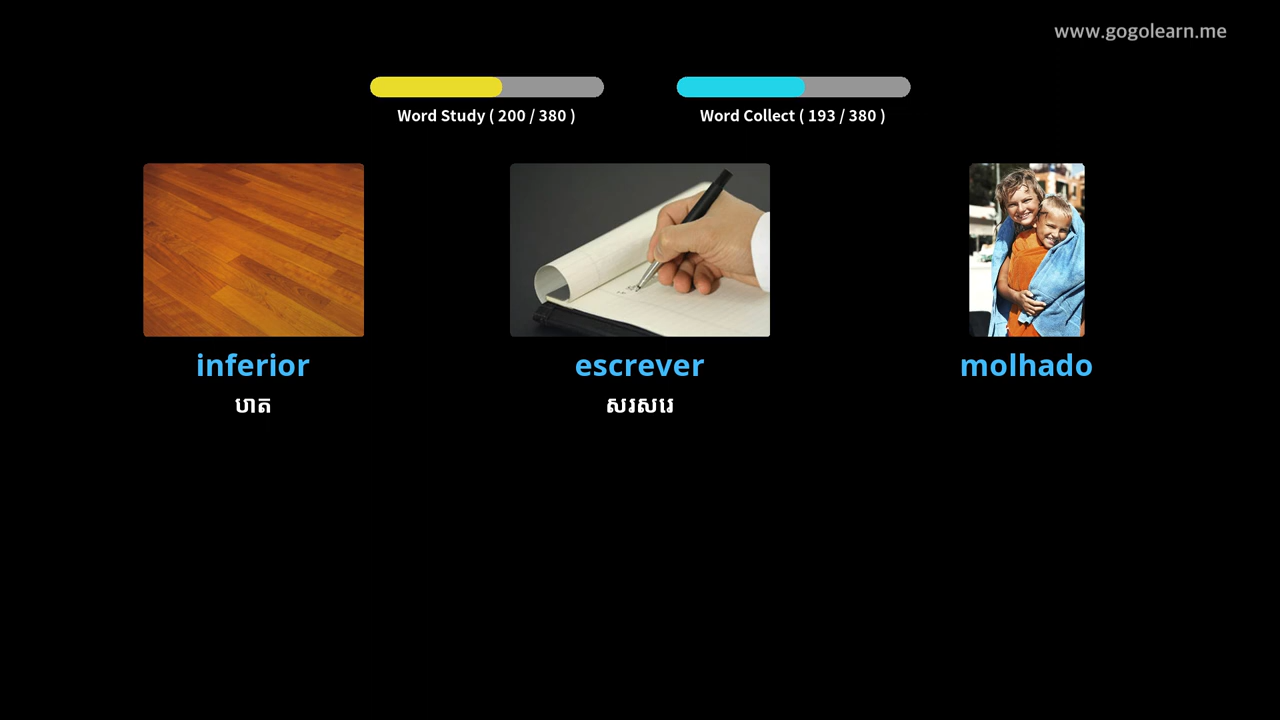 www.gogolearn.me
Word Study ( 200 / 380 )
Word Collect ( 193 / 380 )
inferior
escrever
molhado
បាត
សរសេរ